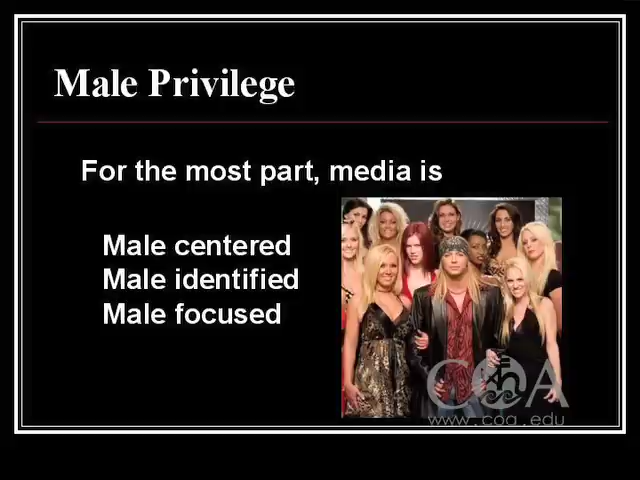 Male Privilege
For the most part, media is
Male centered
Male identified
Male focused
COA
www.coa.edu